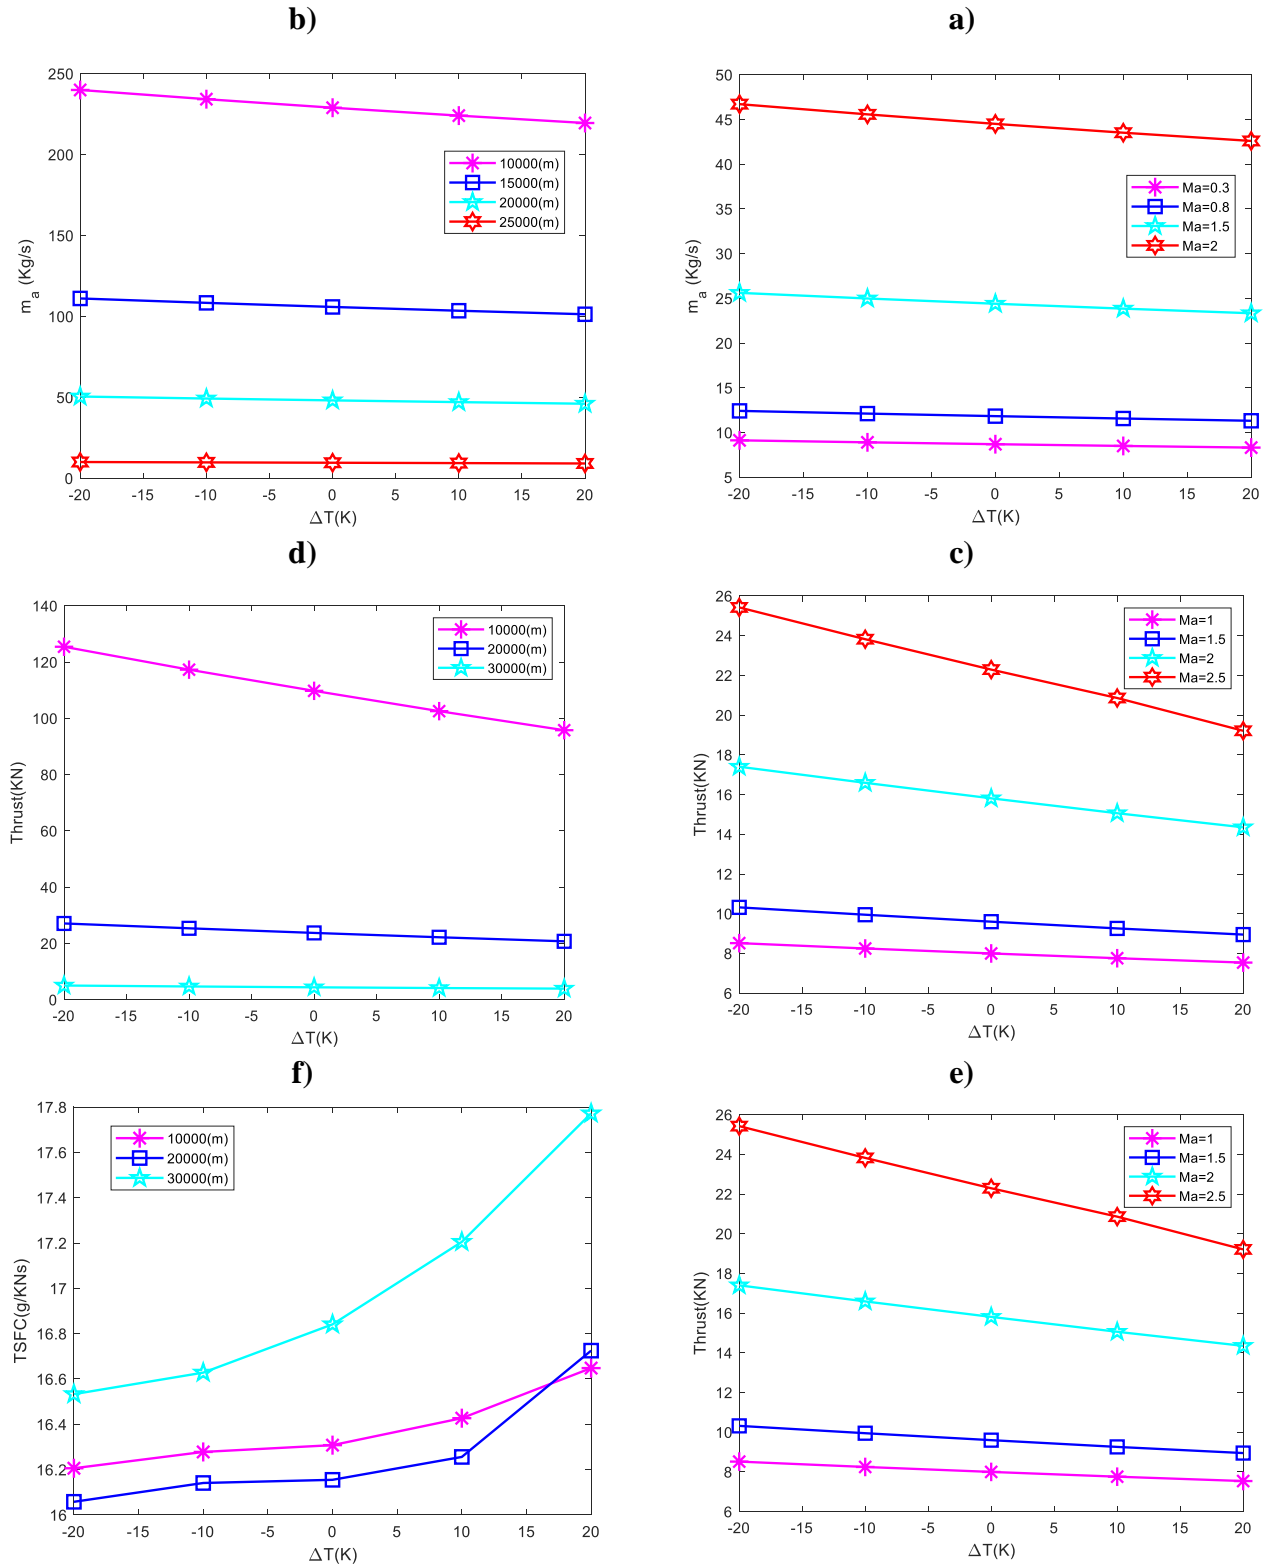 b)
250
200
150
100
50
0
m_a (Kg/s)
10000(m)
15000(m)
20000(m)
25000(m)
-20 -15 -10 -5 0 5 10 15 20
ΔT(K)
a)
50
45
40
35
30
25
20
15
10
5
m_a (Kg/s)
Ma=0.3
Ma=0.8
Ma=1.5
Ma=2
-20 -15 -10 -5 0 5 10 15 20
ΔT(K)
d)
140
120
100
80
60
40
20
0
Thrust(KN)
10000(m)
20000(m)
30000(m)
-20 -15 -10 -5 0 5 10 15 20
ΔT(K)
c)
26
24
22
20
18
16
14
12
10
8
6
Thrust(KN)
Ma=1
Ma=1.5
Ma=2
Ma=2.5
-20 -15 -10 -5 0 5 10 15 20
ΔT(K)
f)
17.8
17.6
17.4
17.2
17
16.8
16.6
16.4
16.2
16
TSFC(g/KNs)
10000(m)
20000(m)
30000(m)
-20 -15 -10 -5 0 5 10 15 20
ΔT(K)
e)
26
24
22
20
18
16
14
12
10
8
6
Thrust(KN)
Ma=1
Ma=1.5
Ma=2
Ma=2.5
-20 -15 -10 -5 0 5 10 15 20
ΔT(K)